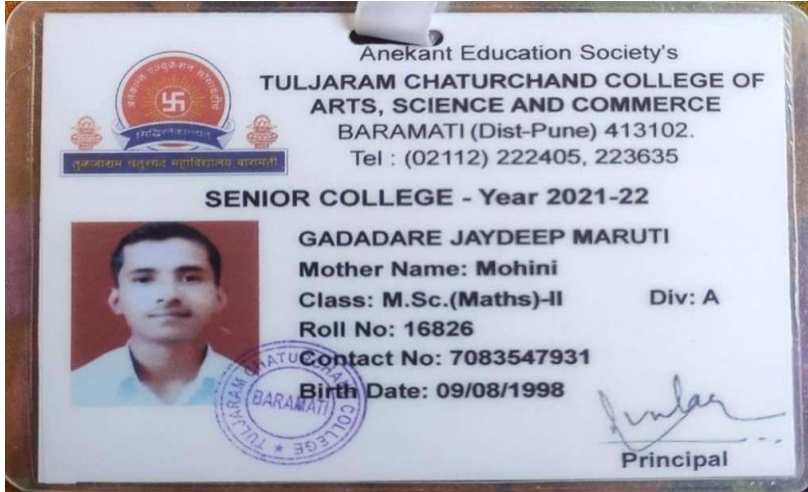 Anekant Education Society's
TULJARAM CHATURCHAND COLLEGE OF
ARTS, SCIENCE AND COMMERCE
BARAMATI (Dist-Pune) 413102.
Tel : (02112) 222405, 223635
तुळजाराम चतुरचंद महाविद्यालय, बारामती
SENIOR COLLEGE - Year 2021-22
GADADARE JAYDEEP MARUTI
Mother Name: Mohini
Class: M.Sc.(Maths)-II Div: A
Roll No: 16826
Contact No: 7083547931
Birth Date: 09/08/1998
TULJARAM CHATURCHAND COLLEGE
BARAMATI
Principal